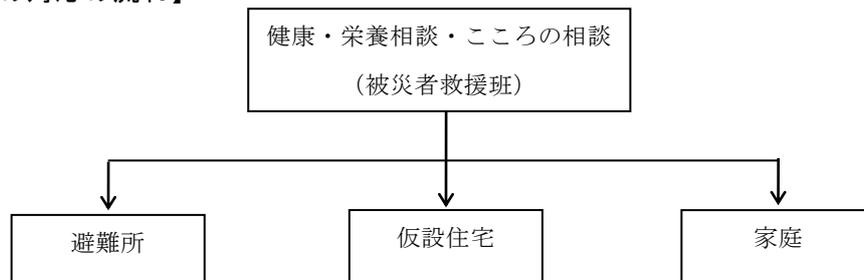 健康・栄養相談・こころの相談
（被災者救援班）
避難所
仮設住宅
家庭